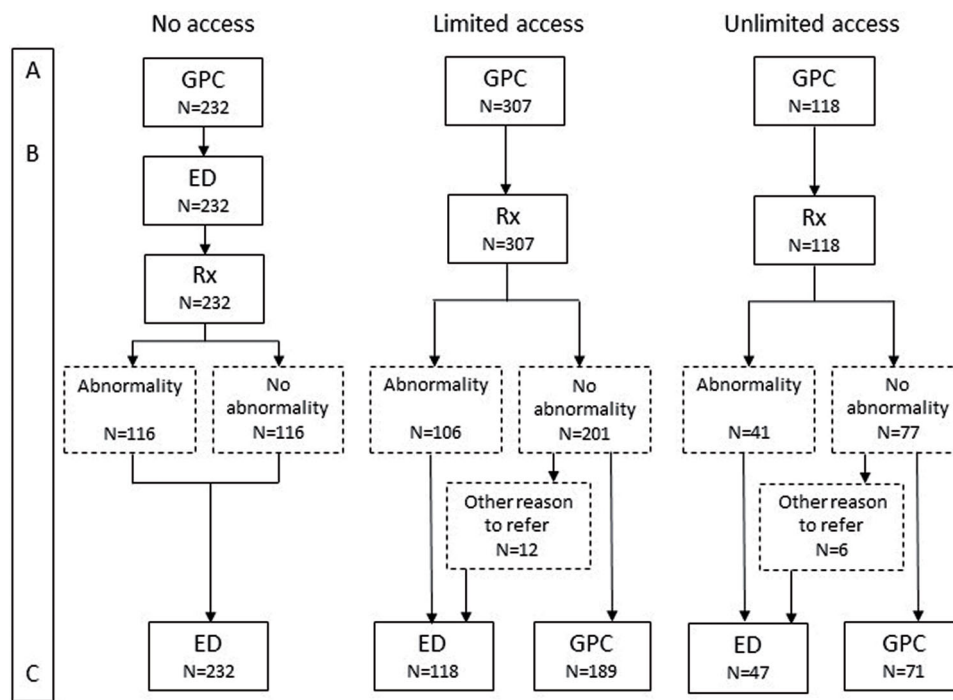 No access
Limited access
Unlimited access
A
B
C
GPC
N=232
ED
N=232
Rx
N=232
Abnormality
N=116
No
abnormality
N=116
ED
N=232
GPC
N=307
Rx
N=307
Abnormality
N=106
No
abnormality
N=201
Other reason
to refer
N=12
ED
N=118
GPC
N=189
GPC
N=118
Rx
N=118
Abnormality
N=41
No
abnormality
N=77
Other reason
to refer
N=6
ED
N=47
GPC
N=71